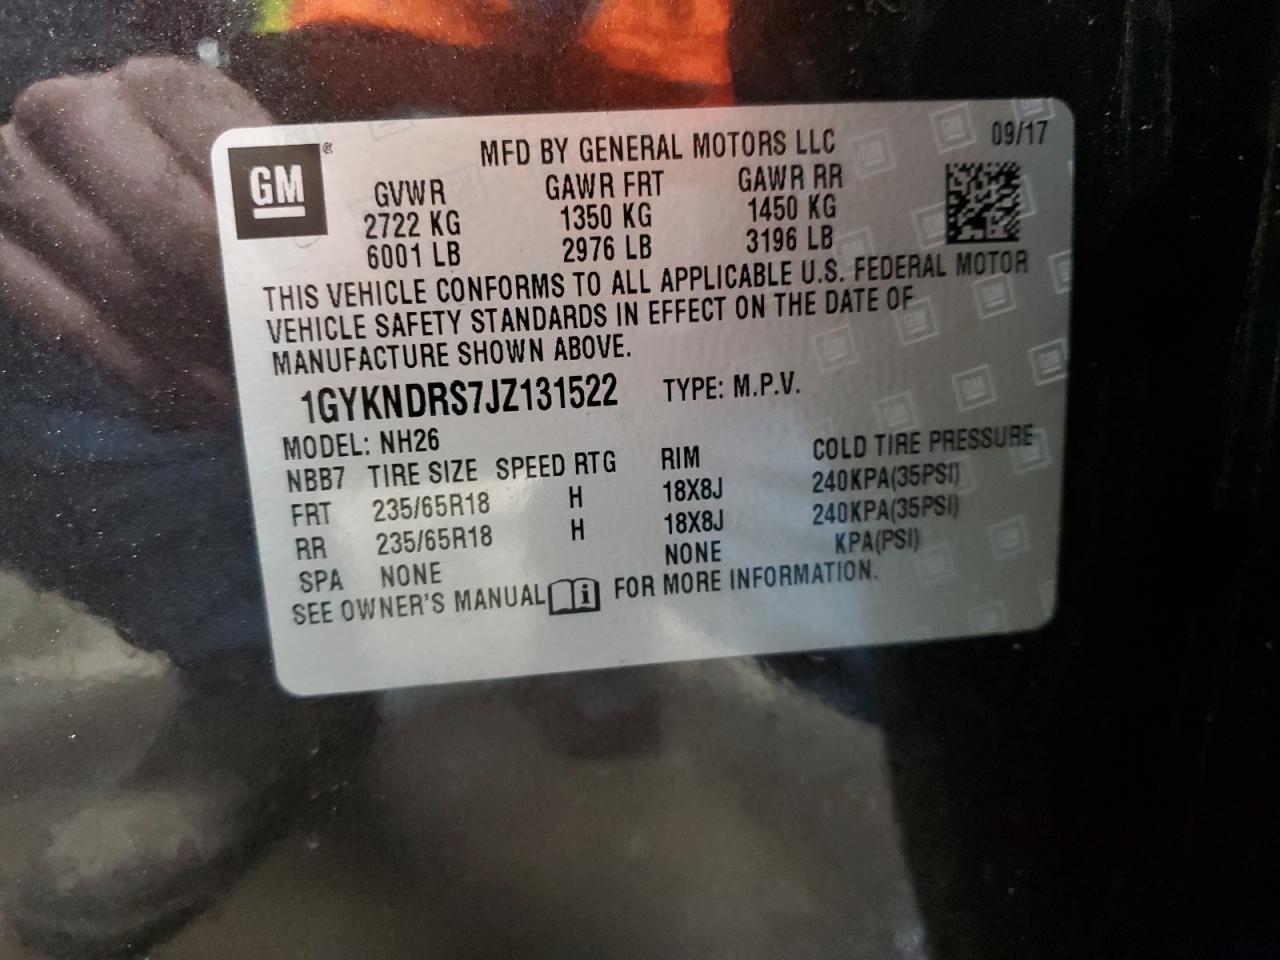 GM ®
MFD BY GENERAL MOTORS LLC
09/17
GVWR GAWR FRT GAWR RR
2722 KG 1350 KG 1450 KG
6001 LB 2976 LB 3196 LB
THIS VEHICLE CONFORMS TO ALL APPLICABLE U.S. FEDERAL MOTOR
VEHICLE SAFETY STANDARDS IN EFFECT ON THE DATE OF
MANUFACTURE SHOWN ABOVE.
1GYKNDRS7JZ131522 TYPE: M.P.V.
MODEL: NH26
NBB7 TIRE SIZE SPEED RTG RIM COLD TIRE PRESSURE
FRT 235/65R18 H 18X8J 240KPA(35PSI)
RR 235/65R18 H 18X8J 240KPA(35PSI)
SPA NONE NONE KPA(PSI)
SEE OWNER'S MANUAL i FOR MORE INFORMATION.